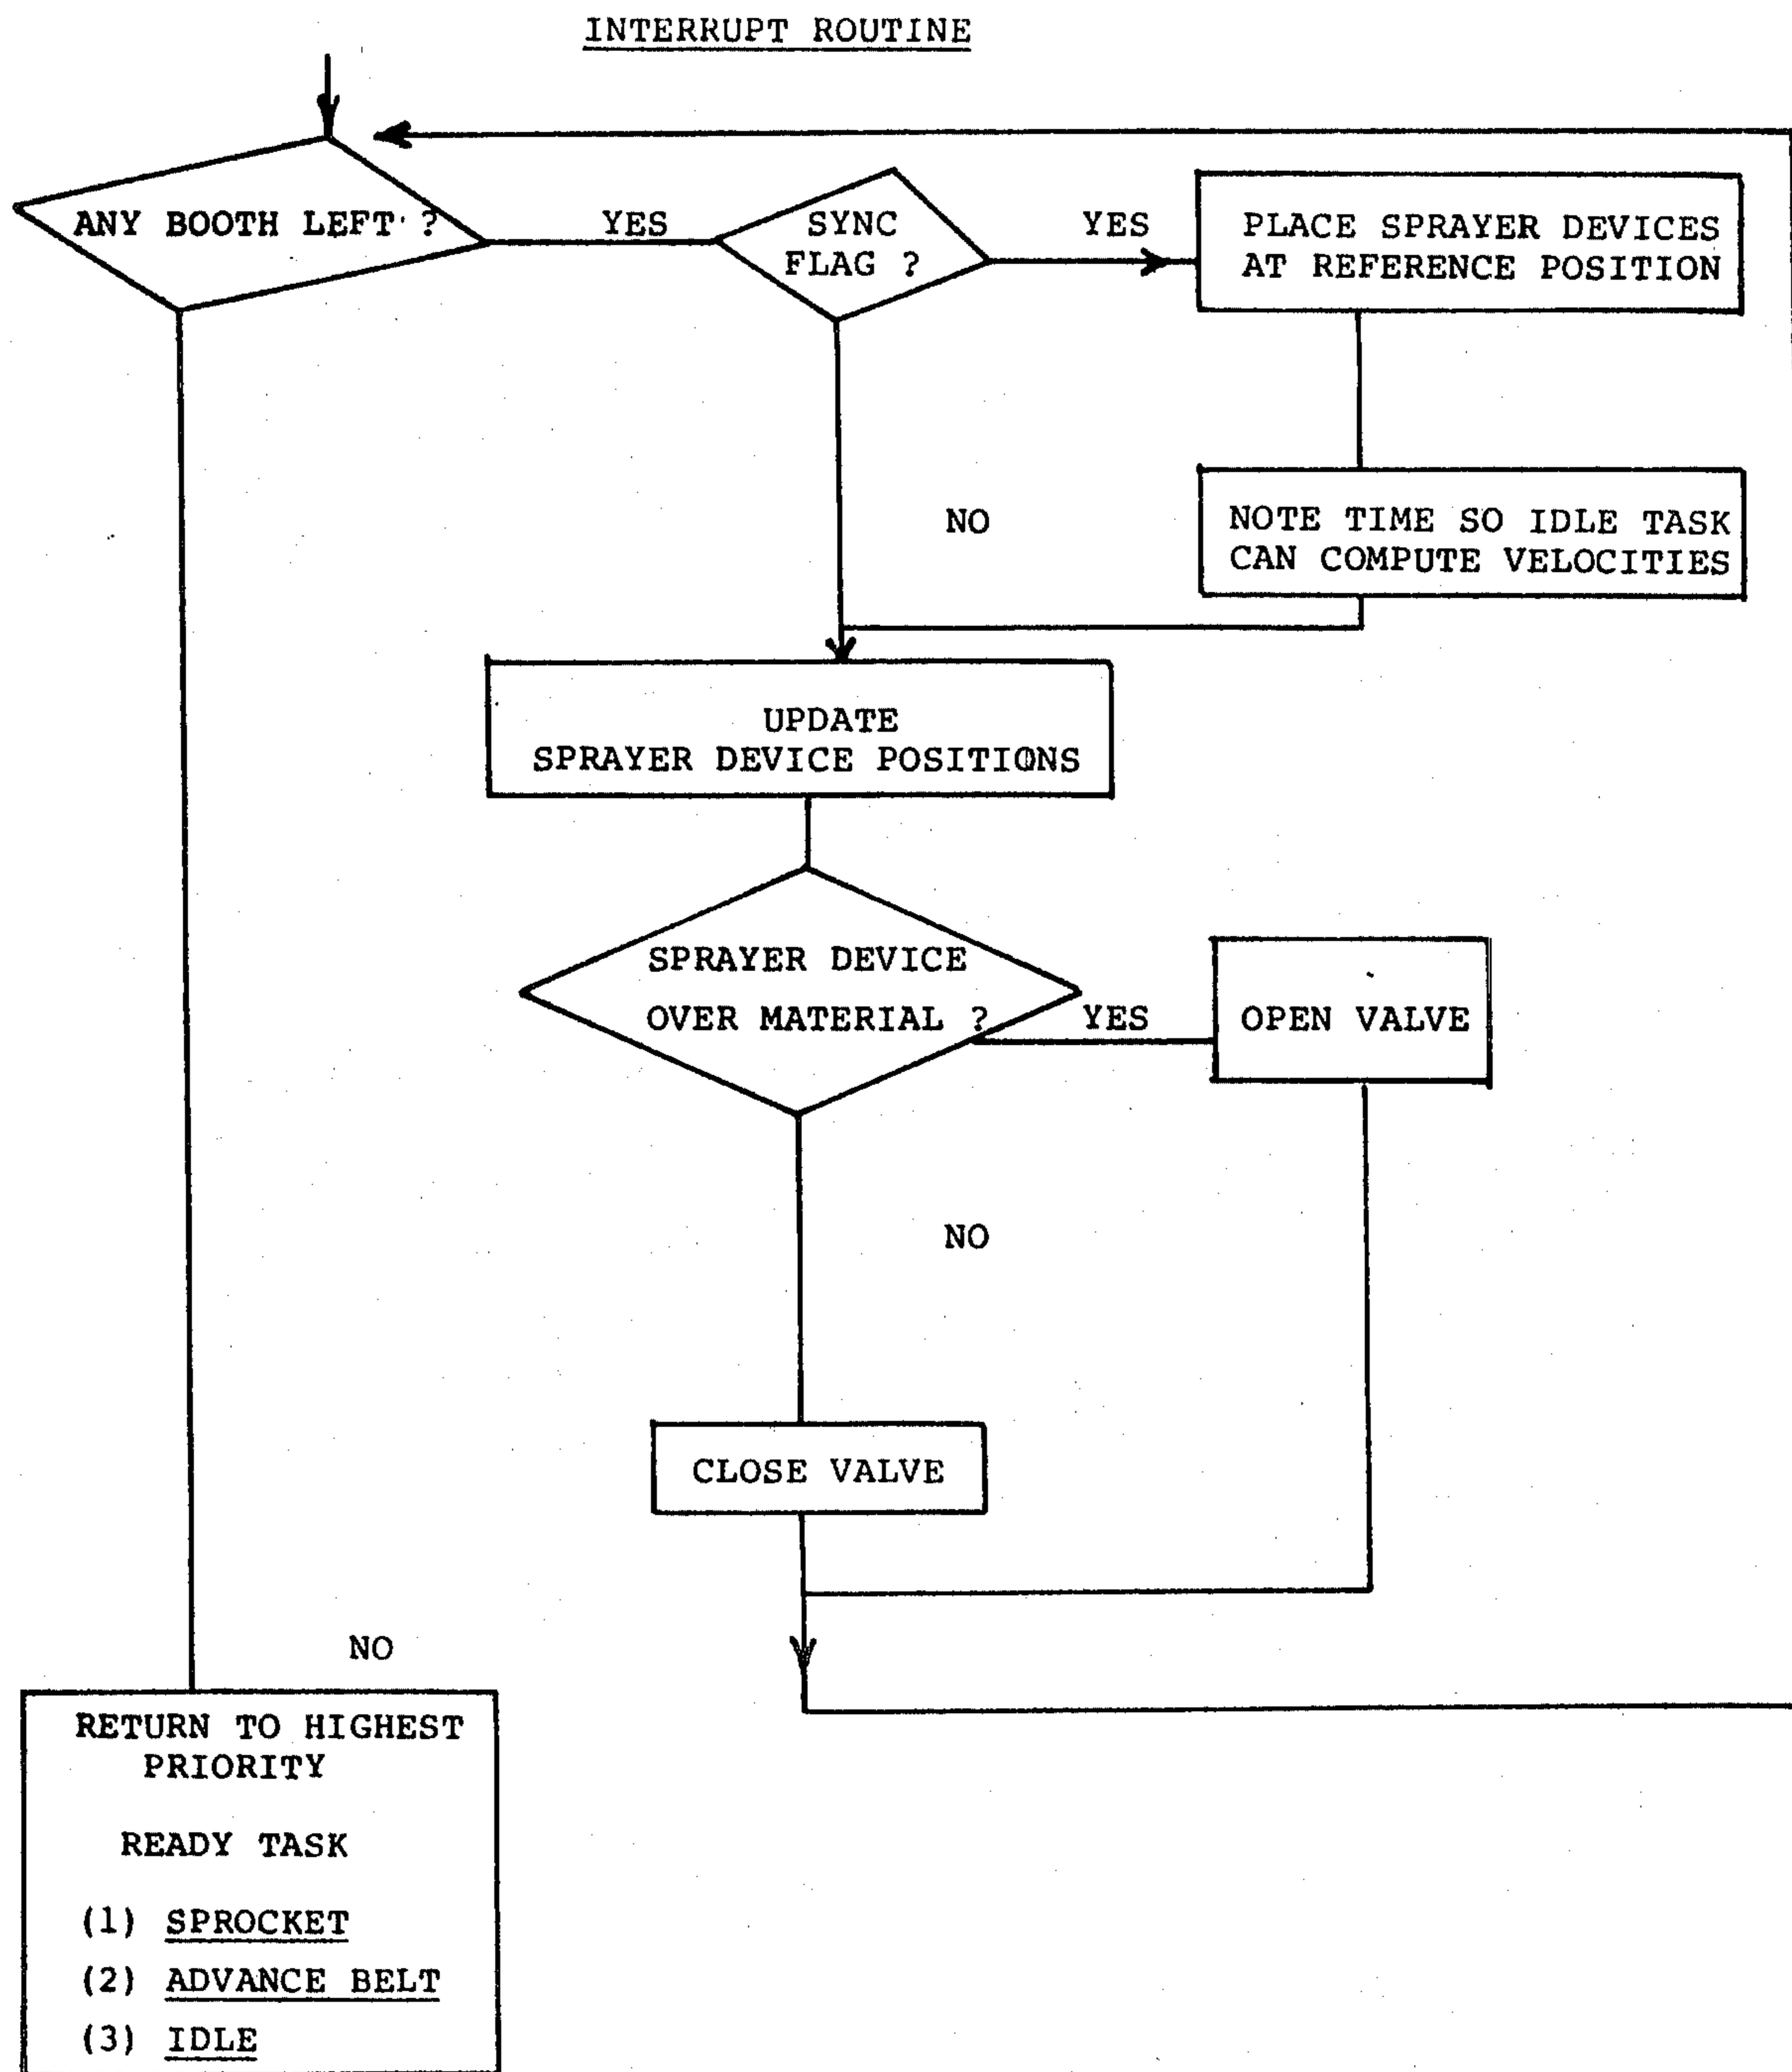 INTERRUPT ROUTINE
ANY BOOTH LEFT ?
YES
SYNC
FLAG ?
YES
PLACE SPRAYER DEVICES
AT REFERENCE POSITION
NO
NOTE TIME SO IDLE TASK
CAN COMPUTE VELOCITIES
UPDATE
SPRAYER DEVICE POSITIONS
SPRAYER DEVICE
OVER MATERIAL ?
YES
OPEN VALVE
NO
CLOSE VALVE
NO
RETURN TO HIGHEST
PRIORITY
READY TASK
(1) SPROCKET
(2) ADVANCE BELT
(3) IDLE